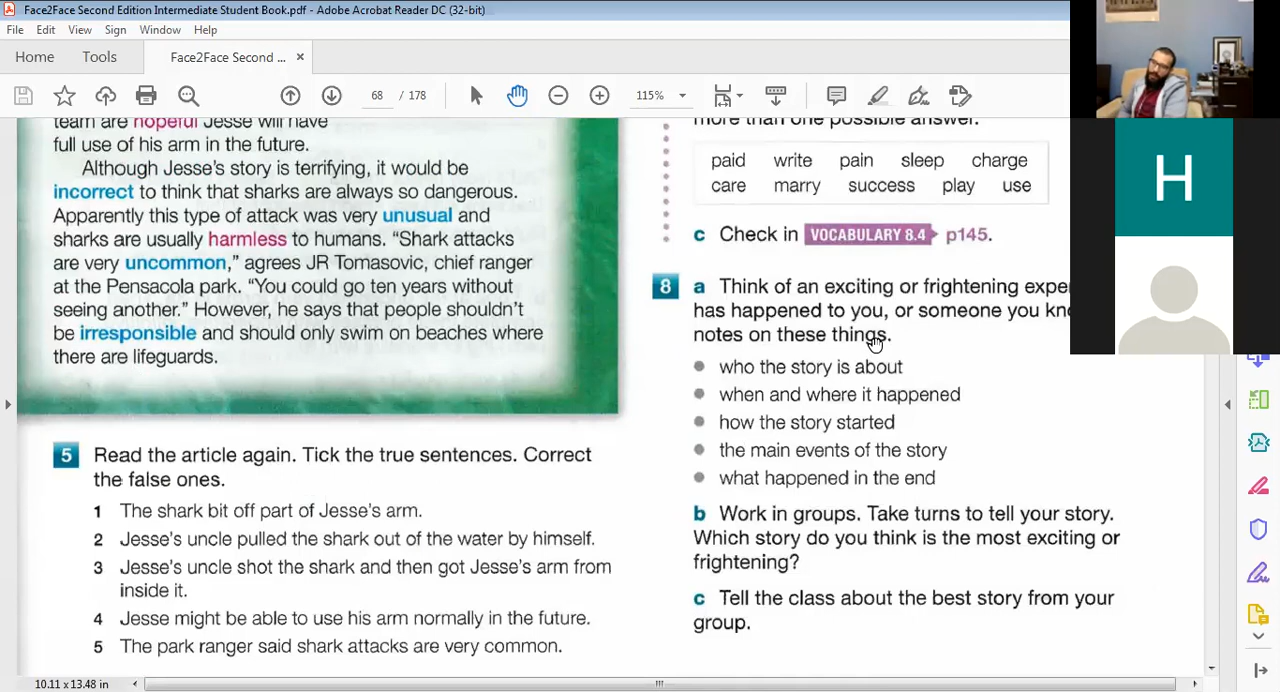 Face2Face Second Edition Intermediate Student Book.pdf - Adobe Acrobat Reader DC (32-bit)
File Edit View Sign Window Help
Home Tools Face2Face Second ... ×
68 / 178 115%
team are hopeful Jesse will have
full use of his arm in the future.
Although Jesse's story is terrifying, it would be
incorrect to think that sharks are always so dangerous.
Apparently this type of attack was very unusual and
sharks are usually harmless to humans. “Shark attacks
are very uncommon,” agrees JR Tomasovic, chief ranger
at the Pensacola park. “You could go ten years without
seeing another.” However, he says that people shouldn't
be irresponsible and should only swim on beaches where
there are lifeguards.
5 Read the article again. Tick the true sentences. Correct
the false ones.
1 The shark bit off part of Jesse's arm.
2 Jesse's uncle pulled the shark out of the water by himself.
3 Jesse's uncle shot the shark and then got Jesse's arm from
inside it.
4 Jesse might be able to use his arm normally in the future.
5 The park ranger said shark attacks are very common.
more than one possible answer.
paid write pain sleep charge
care marry success play use
c Check in VOCABULARY 8.4 p145.
8 a Think of an exciting or frightening expe
has happened to you, or someone you kn
notes on these things.
• who the story is about
• when and where it happened
• how the story started
• the main events of the story
• what happened in the end
b Work in groups. Take turns to tell your story.
Which story do you think is the most exciting or
frightening?
c Tell the class about the best story from your
group.
H
10.11 x 13.48 in